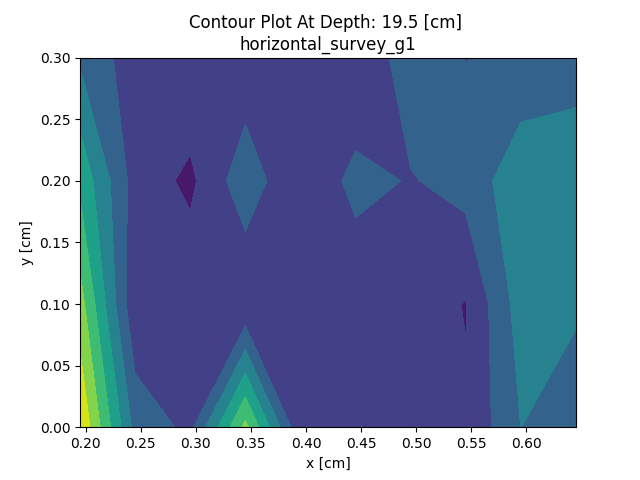 Contour Plot At Depth: 19.5 [cm]
horizontal_survey_g1
0.30
0.25
0.20
0.15
0.10
0.05
0.00
y [cm]
0.20 0.25 0.30 0.35 0.40 0.45 0.50 0.55 0.60
x [cm]